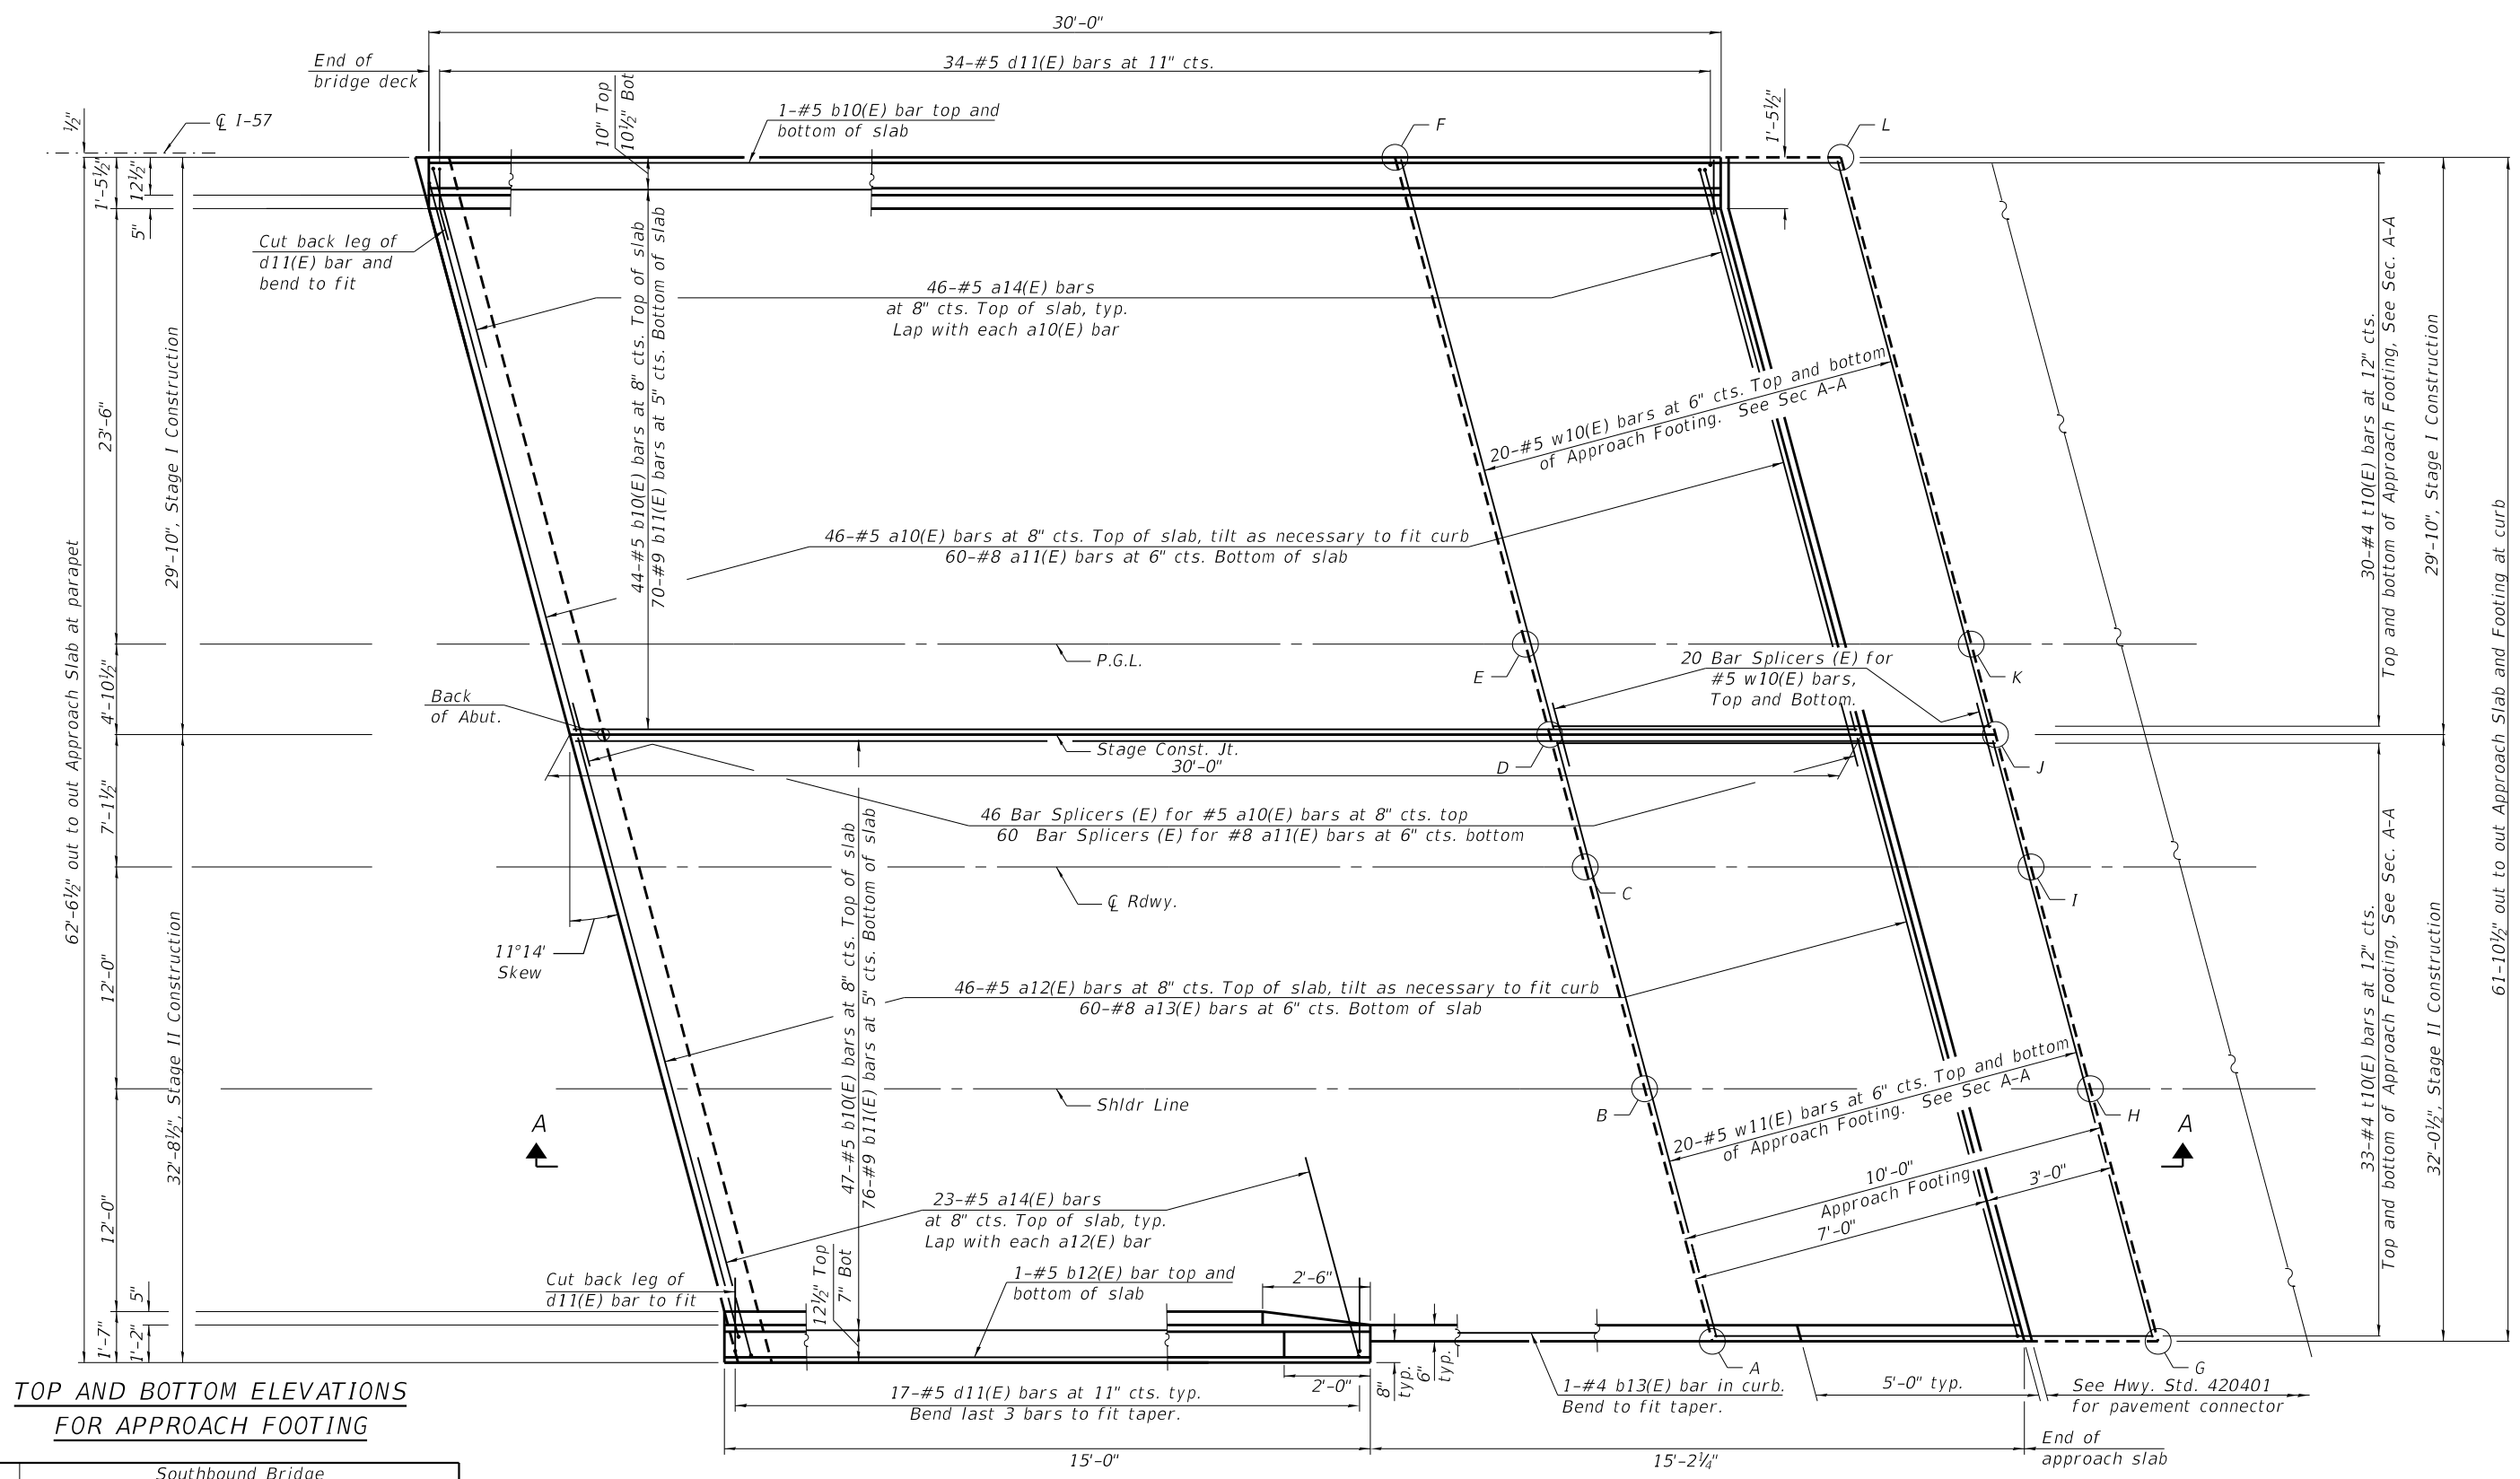 30'-0"
End of
bridge deck
34-#5 d11(E) bars at 11" cts.
10" Top
10½" Bot
1-#5 b10(E) bar top and
bottom of slab
1'-5½"
F
L
½"
℄ I-57
1'-5½"
12½"
5"
Cut back leg of
d11(E) bar and
bend to fit
46-#5 a14(E) bars
at 8" cts. Top of slab, typ.
Lap with each a10(E) bar
44-#5 b10(E) bars at 8" cts. Top of slab
70-#9 b11(E) bars at 5" cts. Bottom of slab
23'-6"
29'-10", Stage I Construction
62'-6½" out to out Approach Slab at parapet
20-#5 w10(E) bars at 6" cts. Top and bottom
of Approach Footing. See Sec A-A
30-#4 t10(E) bars at 12" cts.
Top and bottom of Approach Footing, See Sec. A-A
29'-10", Stage I Construction
61'-10½" out to out Approach Slab and Footing at curb
46-#5 a10(E) bars at 8" cts. Top of slab, tilt as necessary to fit curb
60-#8 a11(E) bars at 6" cts. Bottom of slab
P.G.L.
E
K
20 Bar Splicers (E) for
#5 w10(E) bars,
Top and Bottom.
4'-10½"
Back
of Abut.
Stage Const. Jt.
30'-0"
D
J
46 Bar Splicers (E) for #5 a10(E) bars at 8" cts. top
60 Bar Splicers (E) for #8 a11(E) bars at 6" cts. bottom
7'-1½"
℄ Rdwy.
C
I
11°14'
Skew
12'-0"
32'-8½", Stage II Construction
47-#5 b10(E) bars at 8" cts. Top of slab
76-#9 b11(E) bars at 5" cts. Bottom of slab
46-#5 a12(E) bars at 8" cts. Top of slab, tilt as necessary to fit curb
60-#8 a13(E) bars at 6" cts. Bottom of slab
33-#4 t10(E) bars at 12" cts.
Top and bottom of Approach Footing, See Sec. A-A
32'-0½", Stage II Construction
Shldr Line
B
H
A
A
20-#5 w11(E) bars at 6" cts. Top and bottom
of Approach Footing. See Sec A-A
10'-0"
Approach Footing
3'-0"
7'-0"
12'-0"
23-#5 a14(E) bars
at 8" cts. Top of slab, typ.
Lap with each a12(E) bar
Cut back leg of
d11(E) bar to fit
12½" Top
7" Bot
1-#5 b12(E) bar top and
bottom of slab
2'-6"
5"
1'-7"
1'-2"
2'-0"
8"
typ.
6"
typ.
A
G
17-#5 d11(E) bars at 11" cts. typ.
Bend last 3 bars to fit taper.
1-#4 b13(E) bar in curb.
Bend to fit taper.
5'-0" typ.
See Hwy. Std. 420401
for pavement connector
15'-0"
15'-2¼"
End of
approach slab
TOP AND BOTTOM ELEVATIONS
FOR APPROACH FOOTING
Southbound Bridge